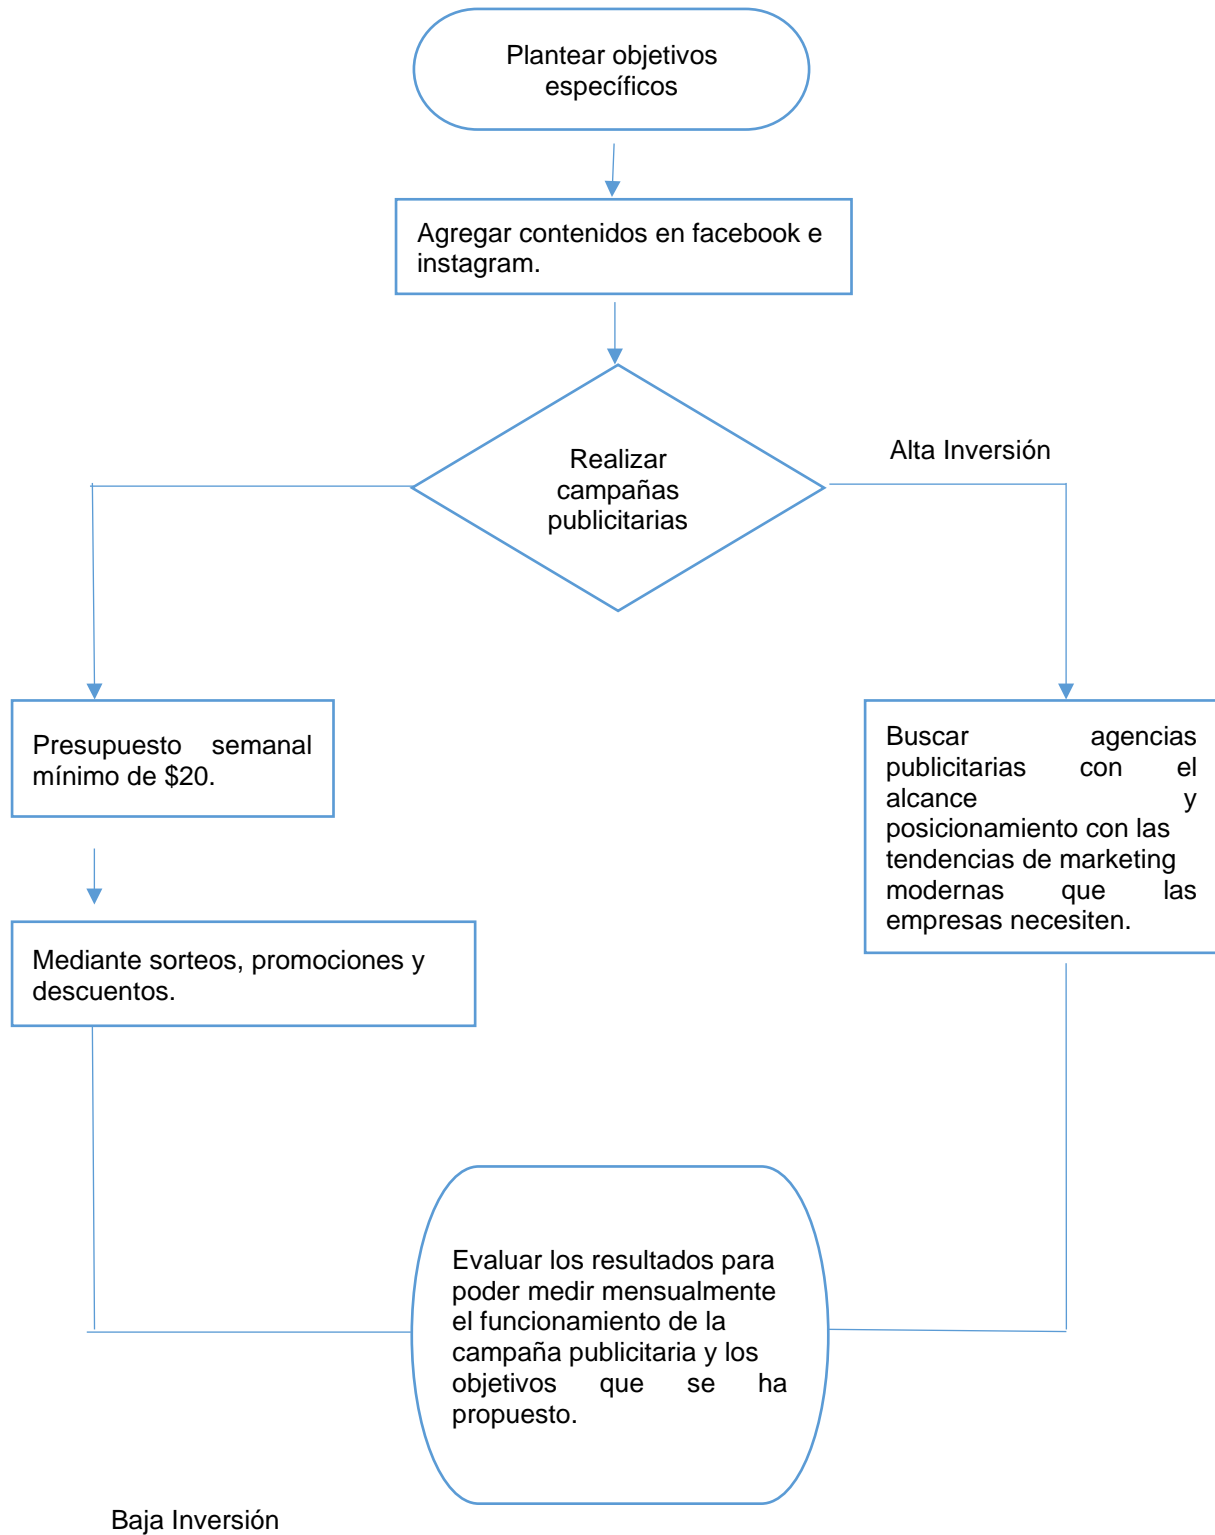 Plantear objetivos
específicos
Agregar contenidos en facebook e
instagram.
Realizar
campañas
publicitarias
Alta Inversión
Presupuesto semanal
mínimo de $20.
Buscar agencias
publicitarias con el
alcance y
posicionamiento con las
tendencias de marketing
modernas que las
empresas necesiten.
Mediante sorteos, promociones y
descuentos.
Evaluar los resultados para
poder medir mensualmente
el funcionamiento de la
campaña publicitaria y los
objetivos que se ha
propuesto.
Baja Inversión